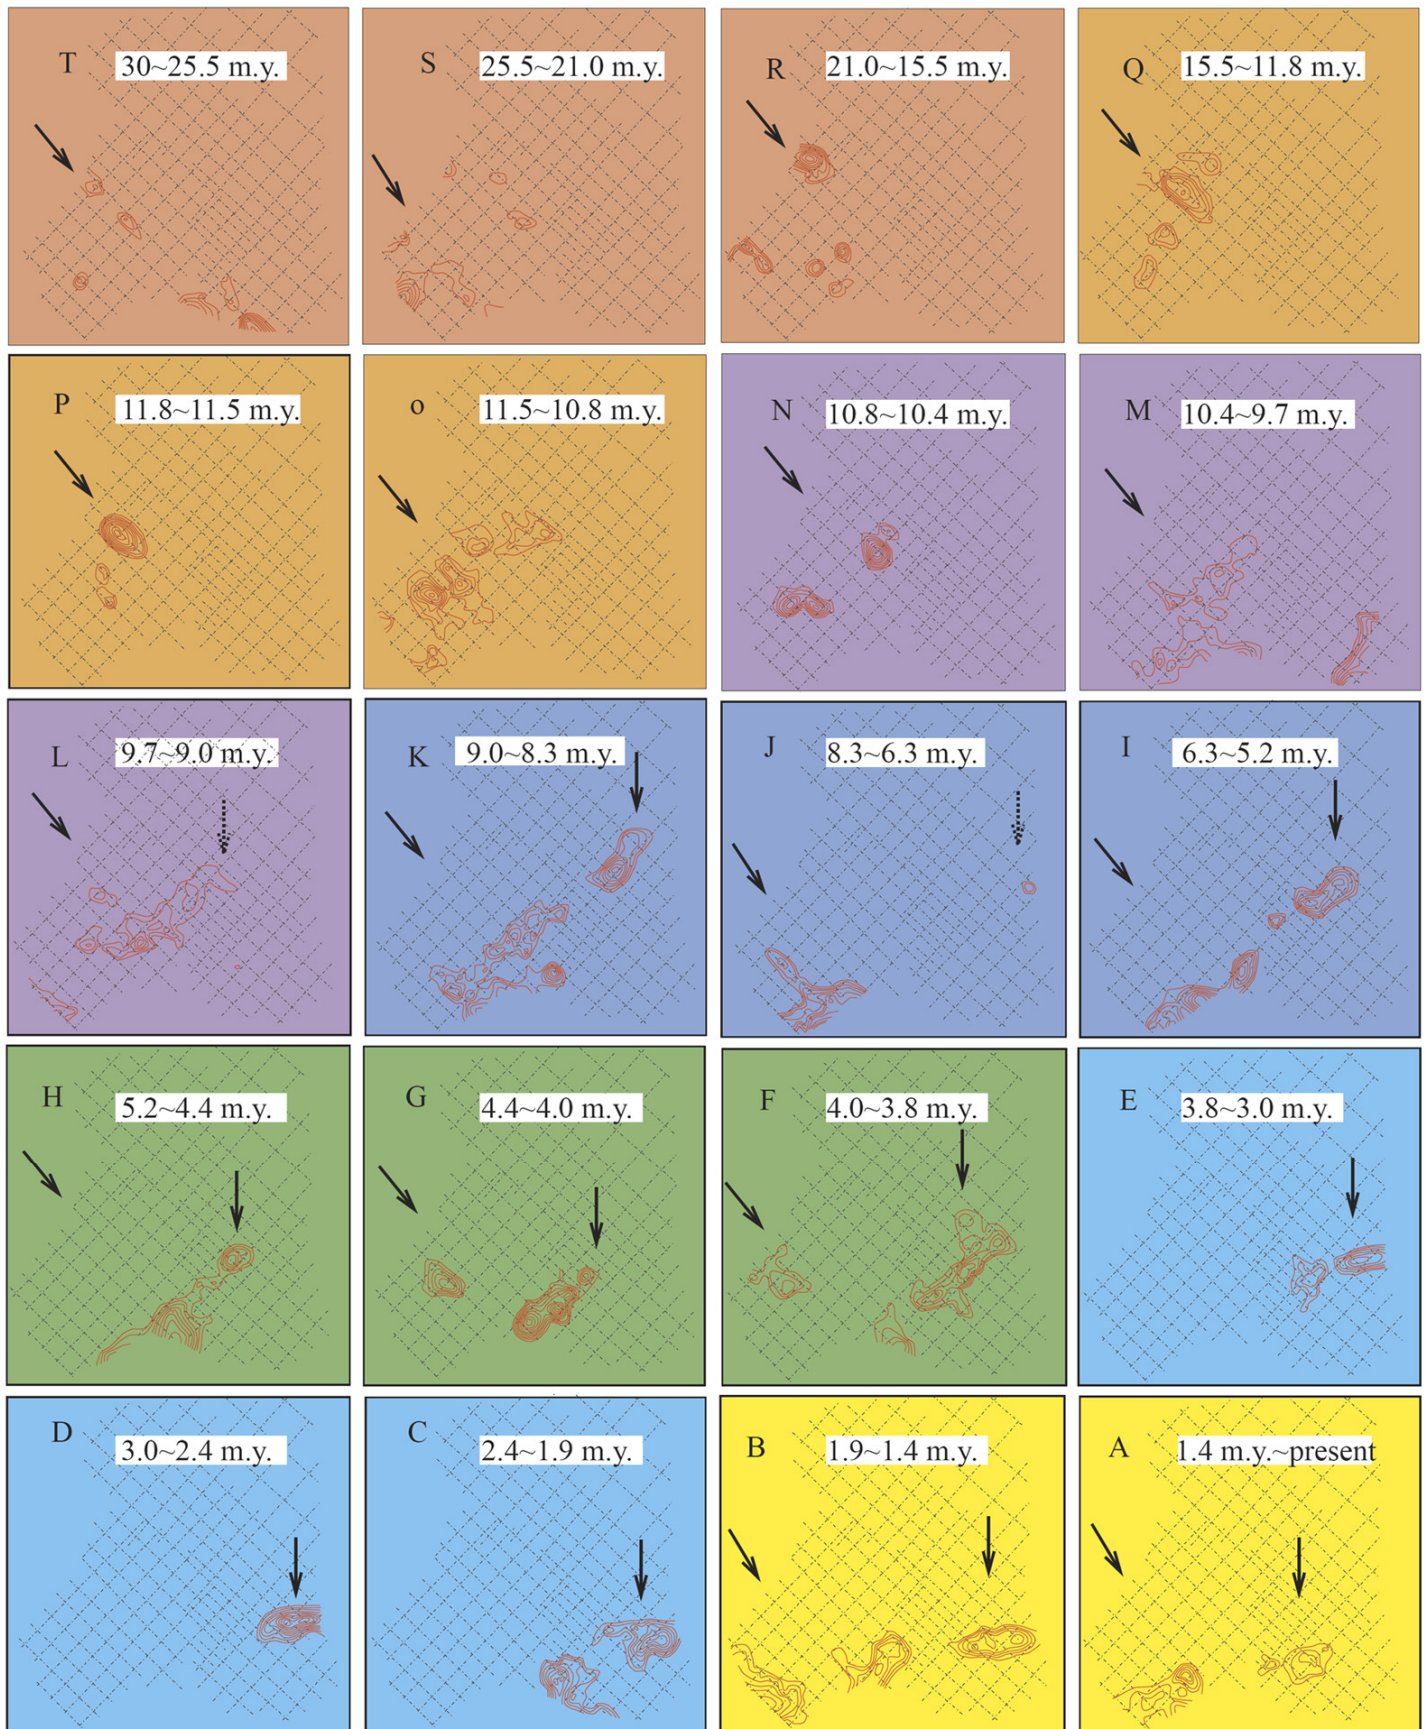 T 30~25.5 m.y.
S 25.5~21.0 m.y.
R 21.0~15.5 m.y.
Q 15.5~11.8 m.y.
P 11.8~11.5 m.y.
o 11.5~10.8 m.y.
N 10.8~10.4 m.y.
M 10.4~9.7 m.y.
L 9.7~9.0 m.y.
K 9.0~8.3 m.y.
J 8.3~6.3 m.y.
I 6.3~5.2 m.y.
H 5.2~4.4 m.y.
G 4.4~4.0 m.y.
F 4.0~3.8 m.y.
E 3.8~3.0 m.y.
D 3.0~2.4 m.y.
C 2.4~1.9 m.y.
B 1.9~1.4 m.y.
A 1.4 m.y.~present